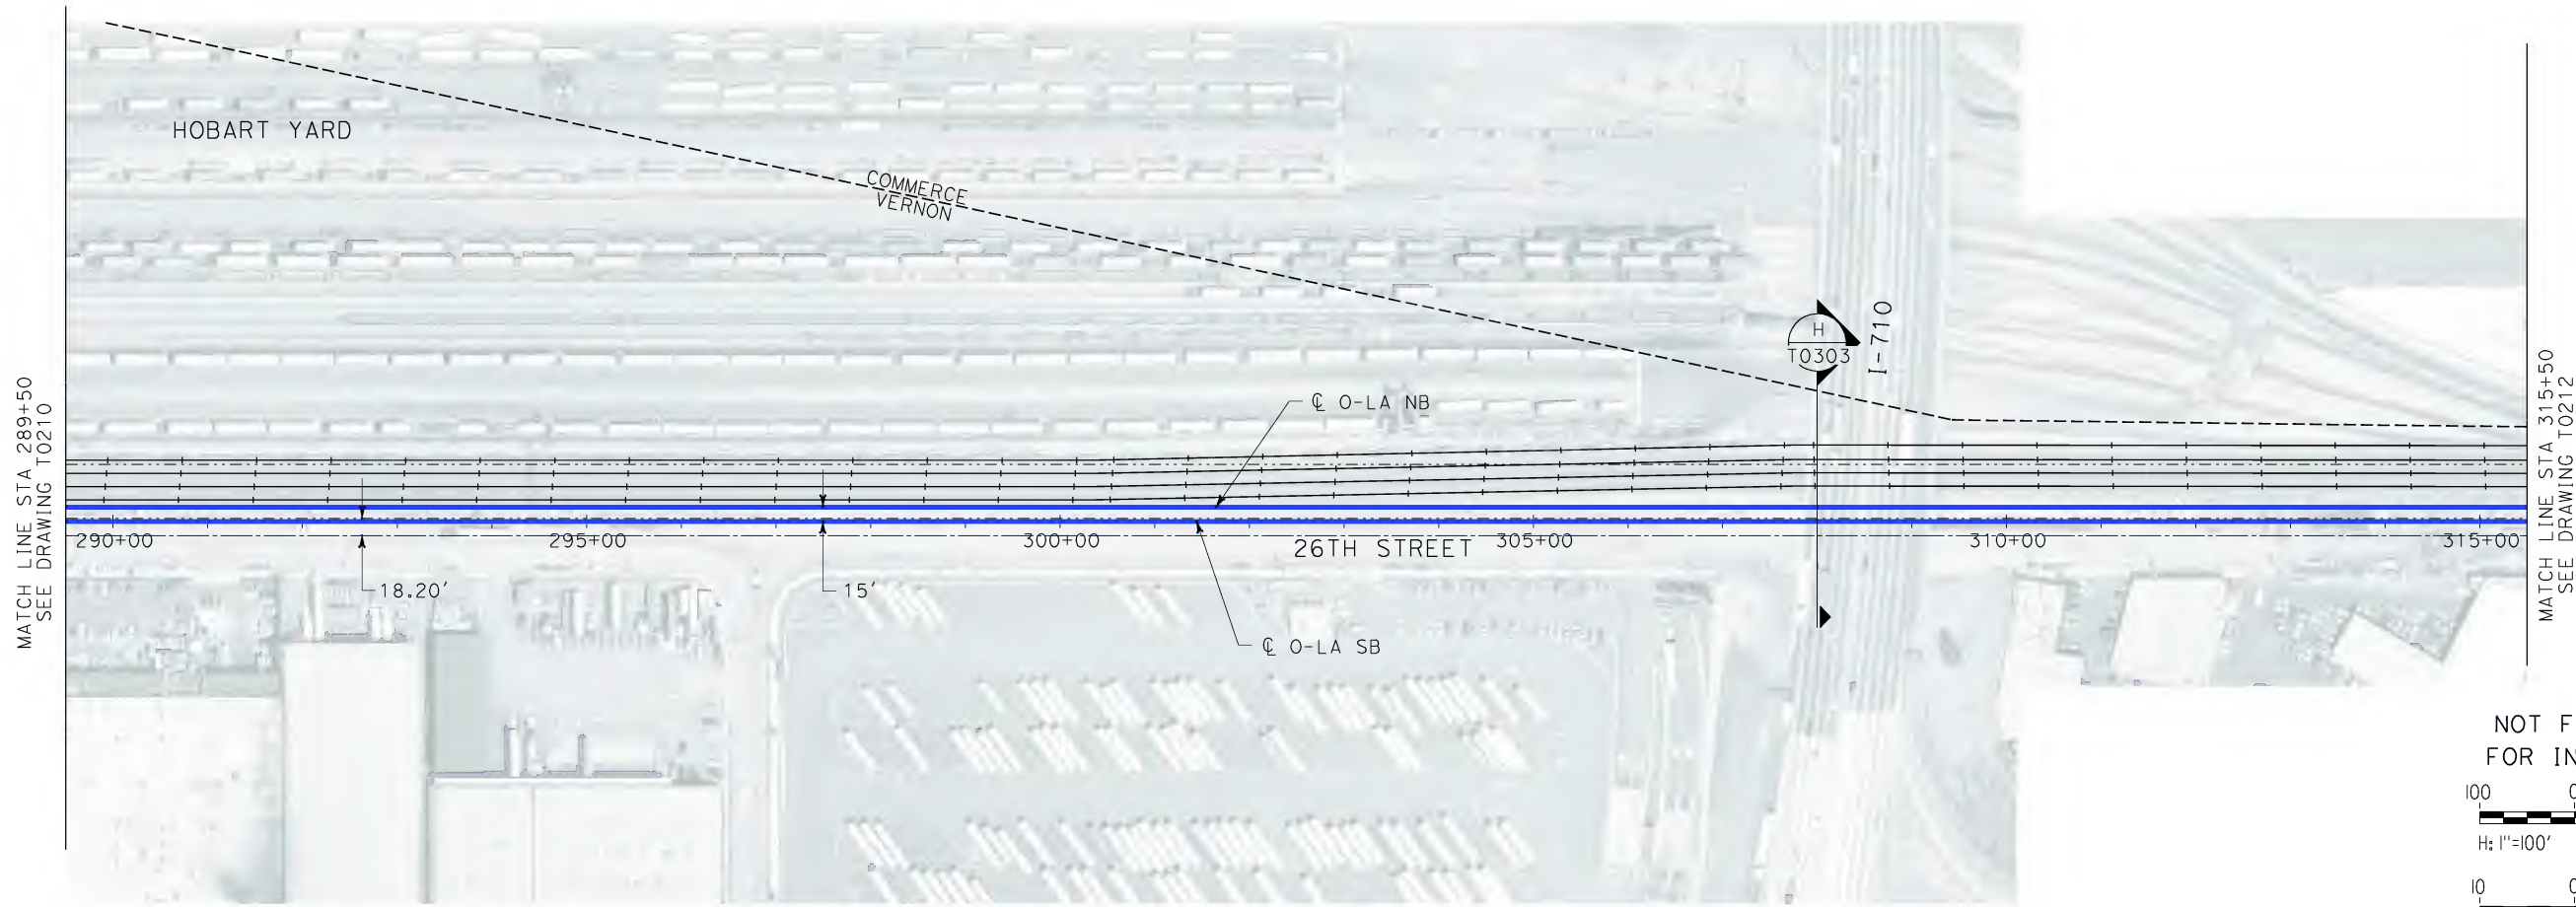 HOBART YARD
COMMERCE
VERNON
H
T0303
I-710
℄ O-LA NB
MATCH LINE STA 289+50
SEE DRAWING T0210
MATCH LINE STA 315+50
SEE DRAWING T0212
290+00
295+00
300+00
26TH STREET
305+00
310+00
315+00
18.20'
15'
℄ O-LA SB
NOT F
FOR IN
100 0
H: 1"=100'
10 0